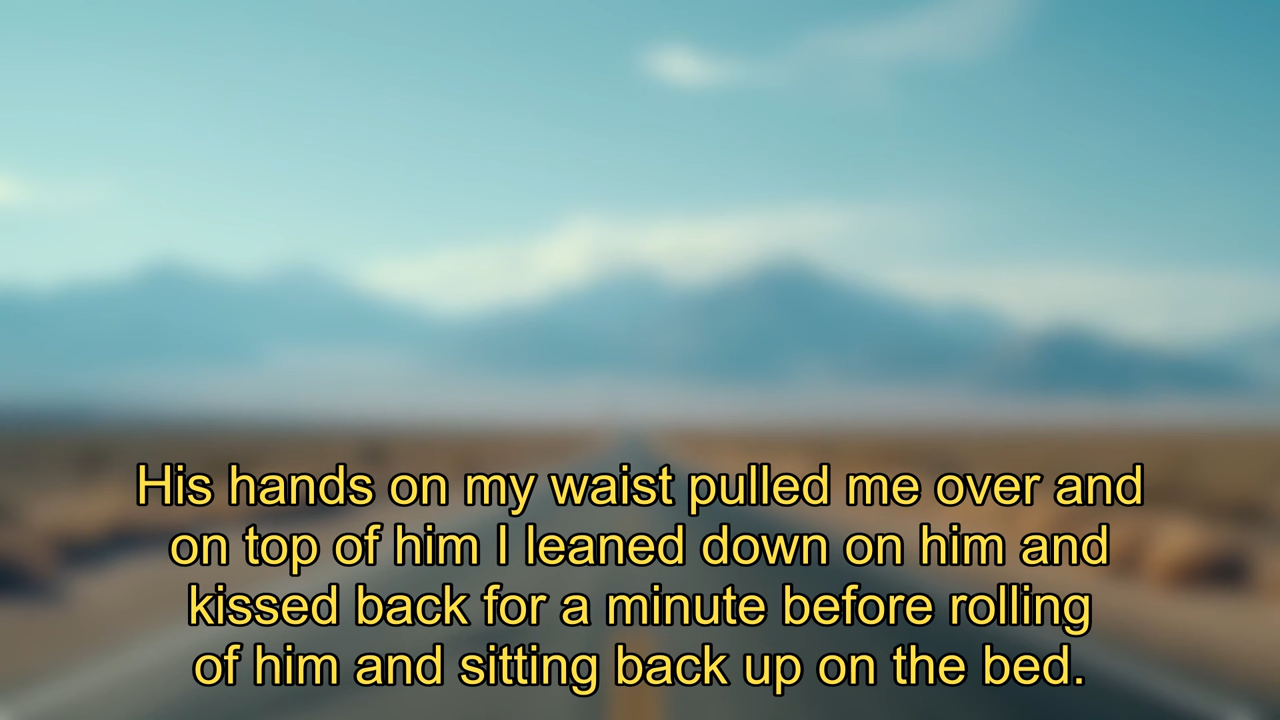 His hands on my waist pulled me over and
on top of him I leaned down on him and
kissed back for a minute before rolling
of him and sitting back up on the bed.